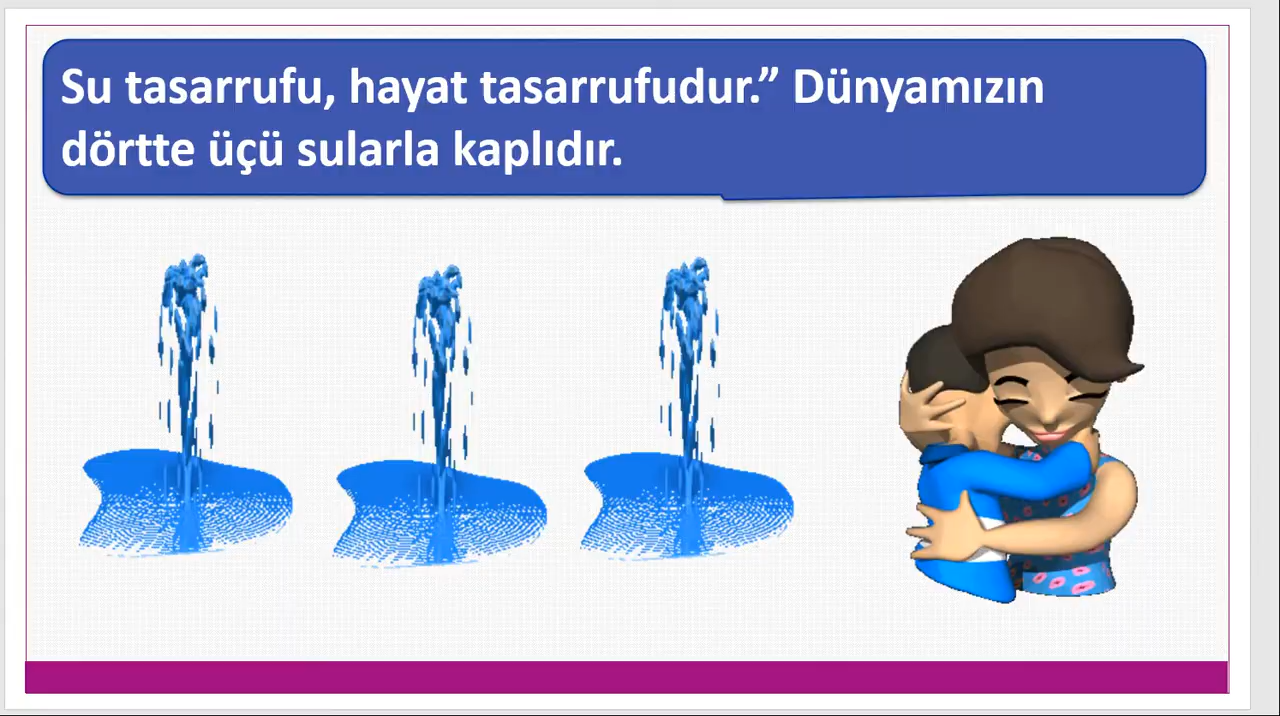 Su tasarrufu, hayat tasarrufudur.” Dünyamızın
dörtte üçü sularla kaplıdır.